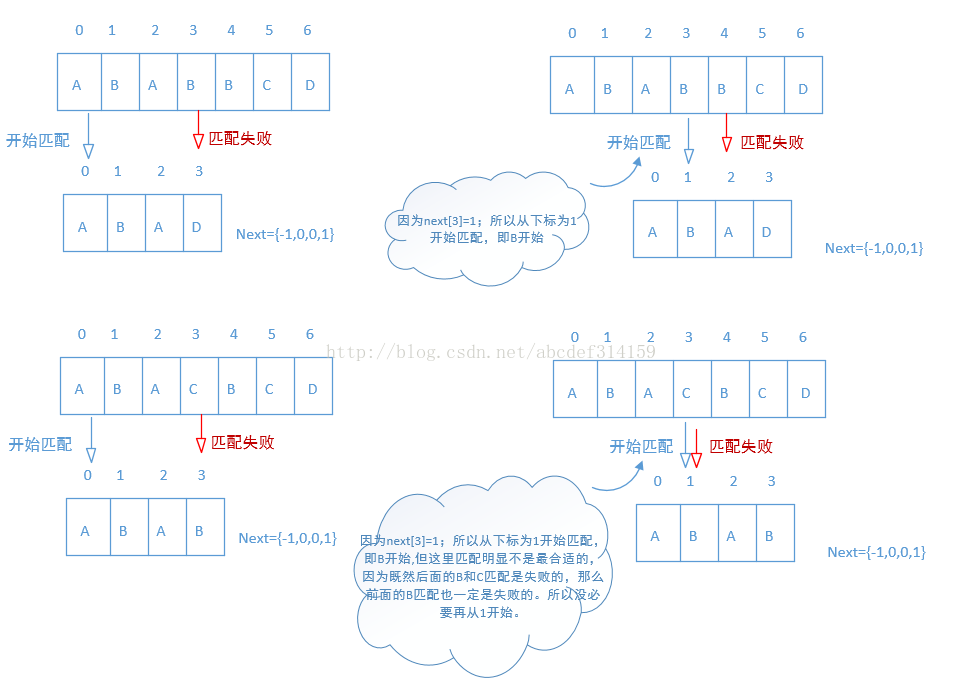 0 1 2 3 4 5 6
A B A B B C D
开始匹配
匹配失败
0 1 2 3
A B A D
Next={-1,0,0,1}
0 1 2 3 4 5 6
A B A B B C D
开始匹配
匹配失败
因为next[3]=1；所以从下标为1
开始匹配，即B开始
0 1 2 3
A B A D
Next={-1,0,0,1}
http://blog.csdn.net/abcdef314159
0 1 2 3 4 5 6
A B A C B C D
开始匹配
匹配失败
0 1 2 3
A B A B
Next={-1,0,0,1}
0 1 2 3 4 5 6
A B A C B C D
开始匹配
匹配失败
因为next[3]=1；所以从下标为1开始匹配，
即B开始,但这里匹配明显不是最合适的，
因为既然后面的B和C匹配是失败的，那么
前面的B匹配也一定是失败的。所以没必
要再从1开始。
0 1 2 3
A B A B
Next={-1,0,0,1}